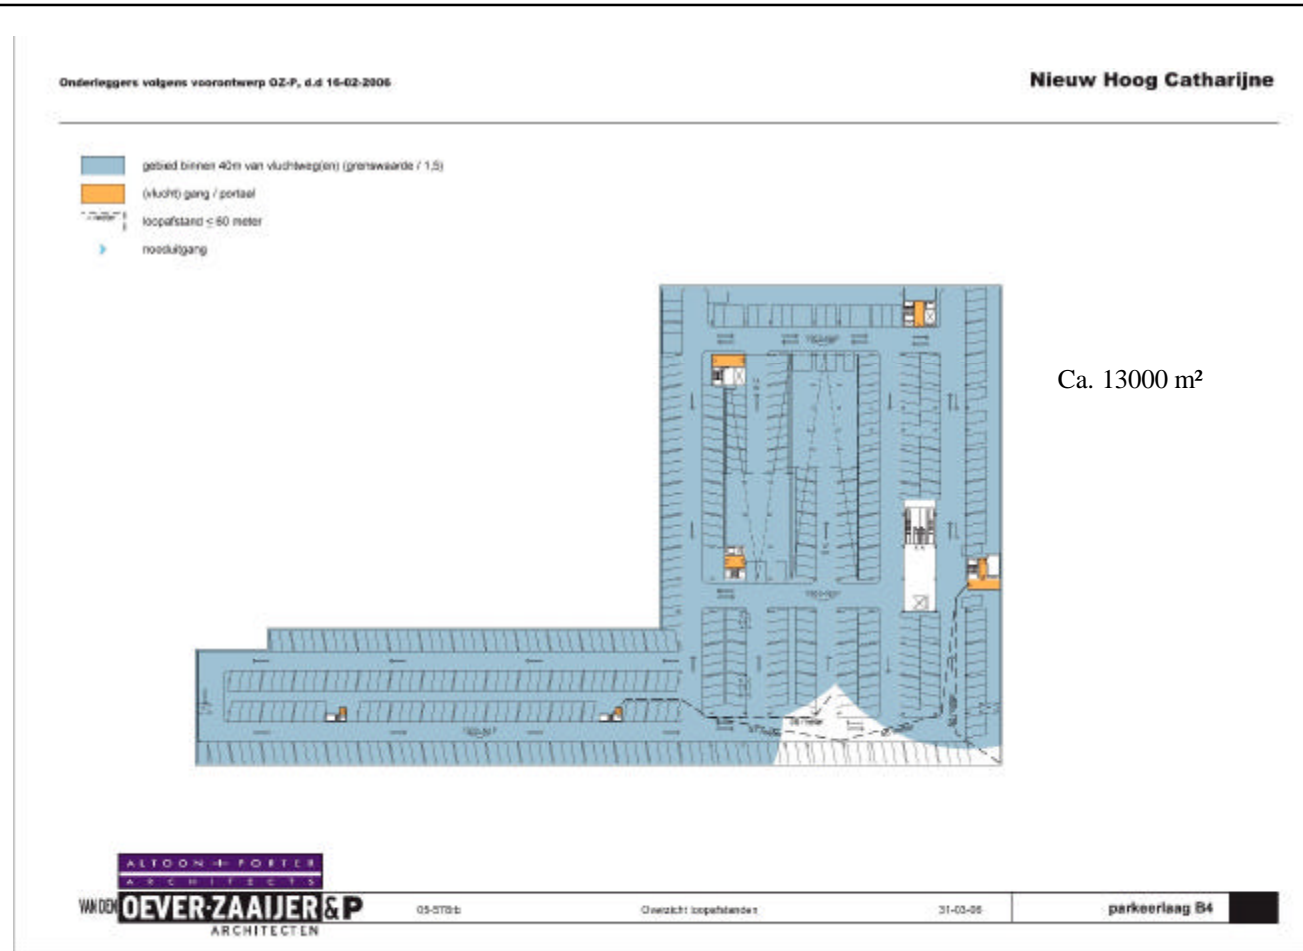 Onderleggers volgens voorontwerp OZ-P, d.d 16-02-2006
Nieuw Hoog Catharijne
gebied binnen 40m van vluchtweg(en) (grenswaarde / 1,5)
(vlucht) gang / portaal
loopafstand ≤ 60 meter
nooduitgang
Ca. 13000 m²
ALTOON + PORTER
ARCHITECTS
VAN DEN OEVER·ZAAIJER & P
ARCHITECTEN
Overzicht loopafstanden
31-03-06
parkeerlaag B4